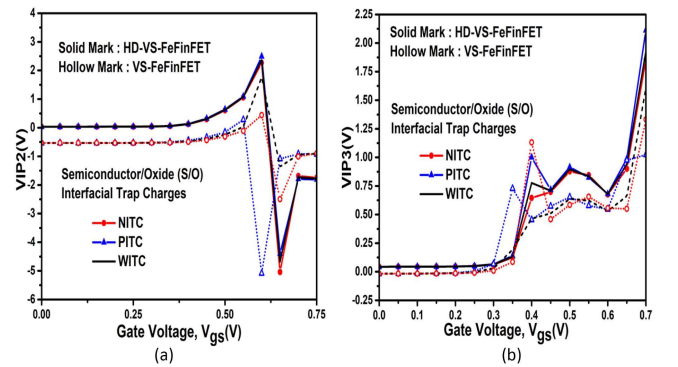 4
3
2
1
0
-1
-2
-3
-4
-5
-6
VIP2(V)
Solid Mark : HD-VS-FeFinFET
Hollow Mark : VS-FeFinFET
Semiconductor/Oxide (S/O)
Interfacial Trap Charges
NITC
PITC
WITC
0.00
0.25
0.50
0.75
Gate Voltage, Vgs(V)
(a)
2.25
2.00
1.75
1.50
1.25
1.00
0.75
0.50
0.25
0.00
-0.25
VIP3(V)
Solid Mark : HD-VS-FeFinFET
Hollow Mark : VS-FeFinFET
Semiconductor/Oxide (S/O)
Interfacial Trap Charges
NITC
PITC
WITC
0.0
0.1
0.2
0.3
0.4
0.5
0.6
0.7
Gate Voltage, Vgs(V)
(b)